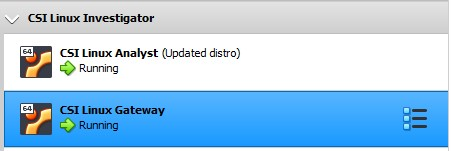 CSI Linux Investigator
64
CSI Linux Analyst (Updated distro)
Running
64
CSI Linux Gateway
Running